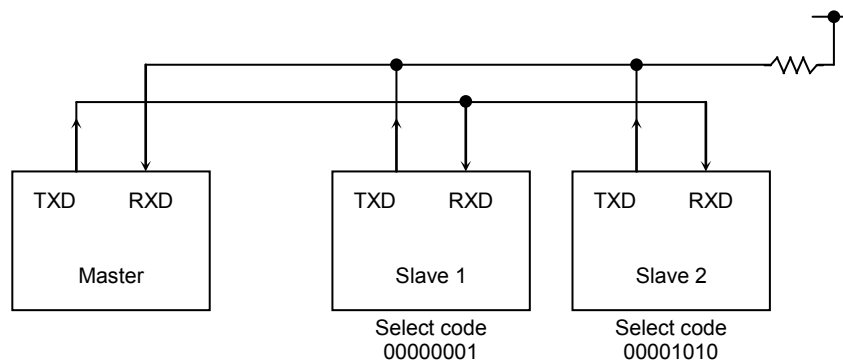 TXD RXD TXD RXD TXD RXD
Master Slave 1 Slave 2
Select code Select code
00000001 00001010